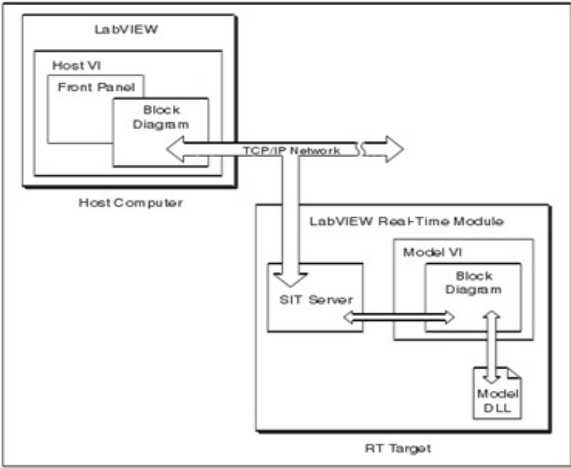 LabVIEW
Host VI
Front Panel
Block
Diagram
TCP/IP Network
Host Computer
LabVIEW Real-Time Module
Model VI
Block
Diagram
SIT Server
Model
DLL
RT Target